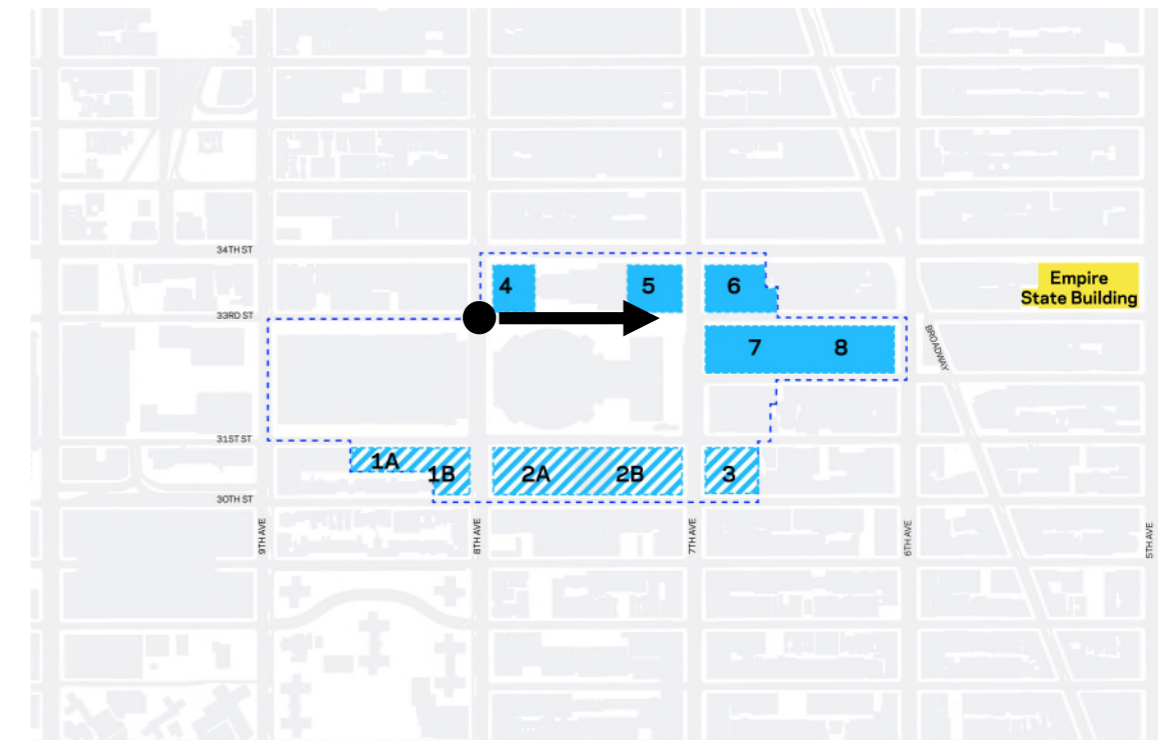 34TH ST
4
5
6
Empire
State Building
33RD ST
7
8
BROADWAY
31ST ST
1A
1B
2A
2B
3
30TH ST
9TH AVE
8TH AVE
7TH AVE
6TH AVE
5TH AVE